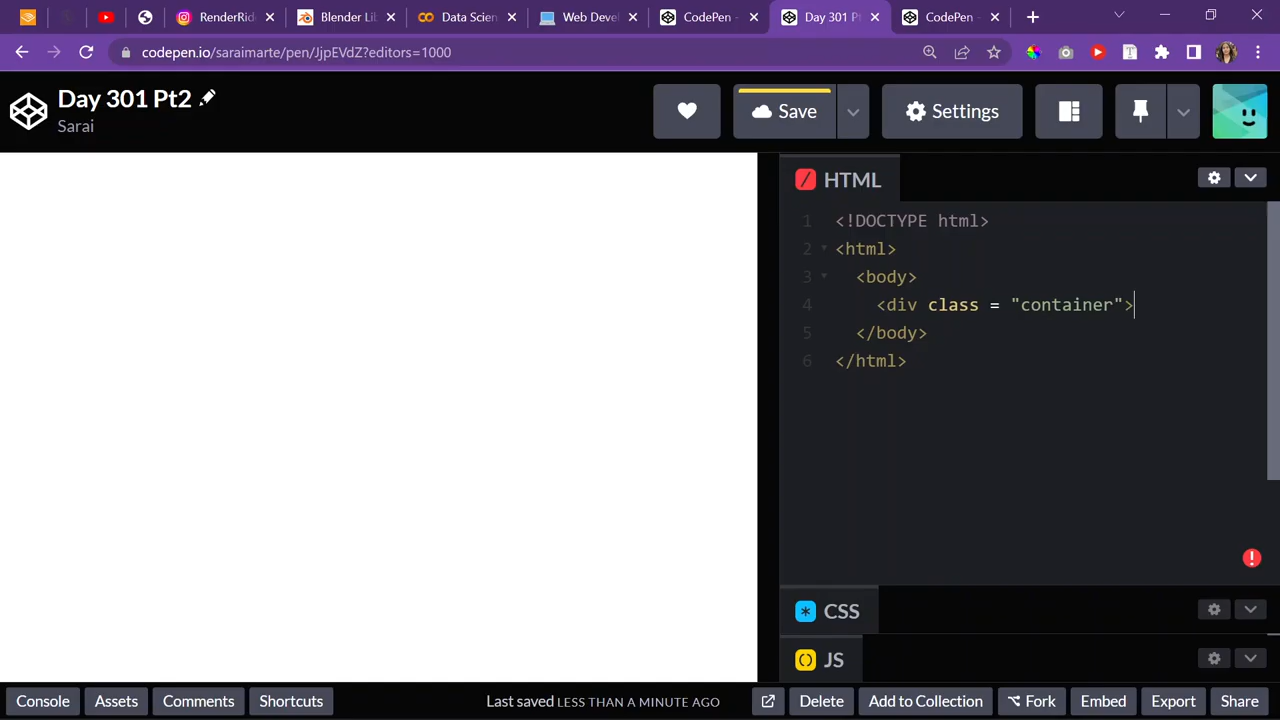 RenderRid
Blender Lib
Data Scien
Web Devel
CodePen -
Day 301 Pt
CodePen -
codepen.io/saraimarte/pen/JjpEVdZ?editors=1000
Day 301 Pt2
Sarai
Save
Settings
HTML
1 <!DOCTYPE html>
2 <html>
3 <body>
4 <div class = "container">
5 </body>
6 </html>
CSS
JS
Console
Assets
Comments
Shortcuts
Last saved LESS THAN A MINUTE AGO
Delete
Add to Collection
Fork
Embed
Export
Share